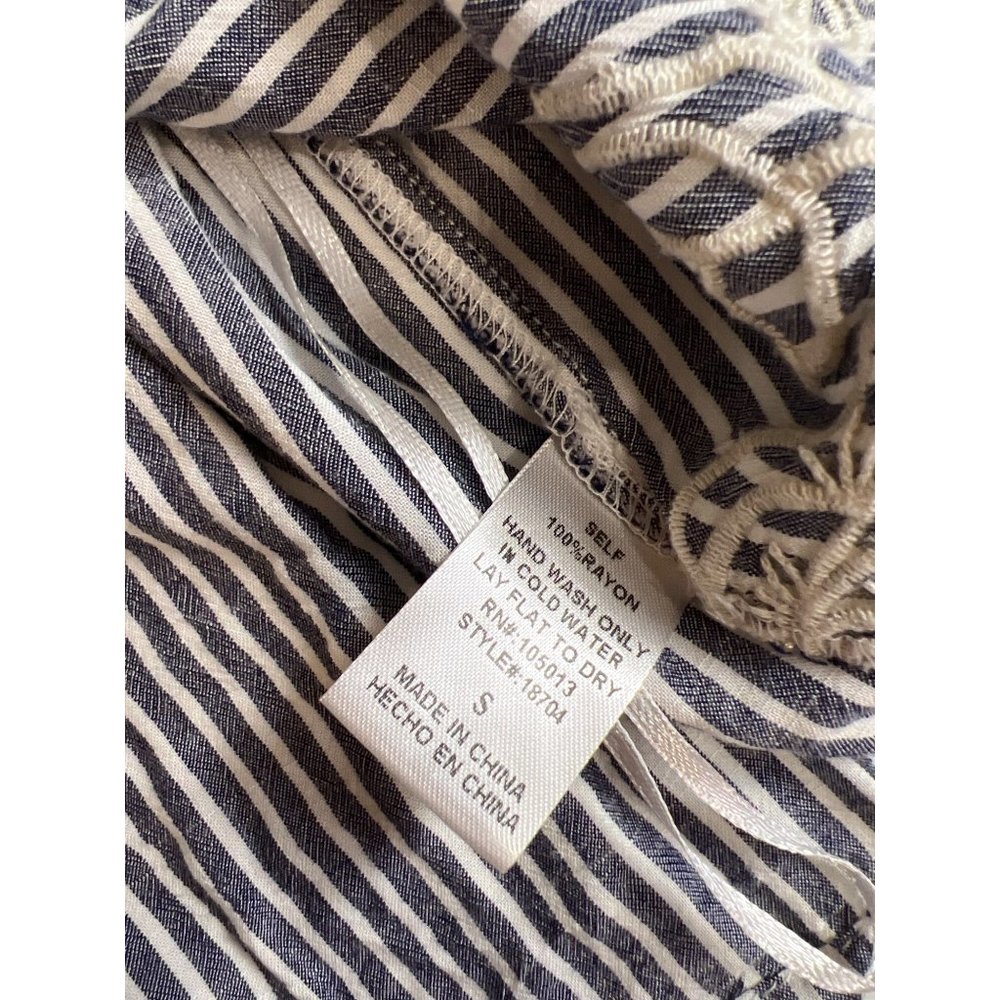 SELF
100%RAYON
HAND WASH ONLY
IN COLD WATER
LAY FLAT TO DRY
RN#:105013
STYLE#:18704
S
MADE IN CHINA
HECHO EN CHINA